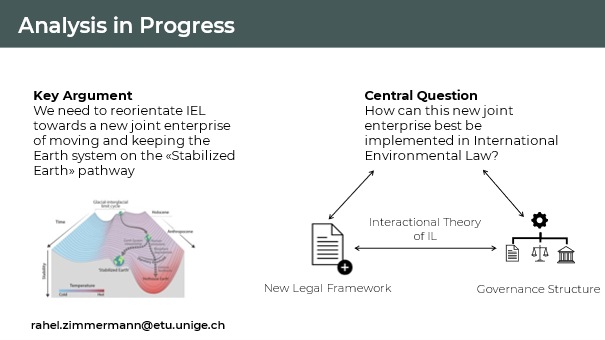 Analysis in Progress
Key Argument
We need to reorientate IEL
towards a new joint enterprise
of moving and keeping the
Earth system on the «Stabilized
Earth» pathway
Central Question
How can this new joint
enterprise best be
implemented in International
Environmental Law?
Glacial-interglacial
limit cycle
Time
Holocene
Anthropocene
"Stabilized Earth"
Stability
Temperature
Cold
Hot
Interactional Theory
of IL
New Legal Framework
Governance Structure
rahel.zimmermann@etu.unige.ch